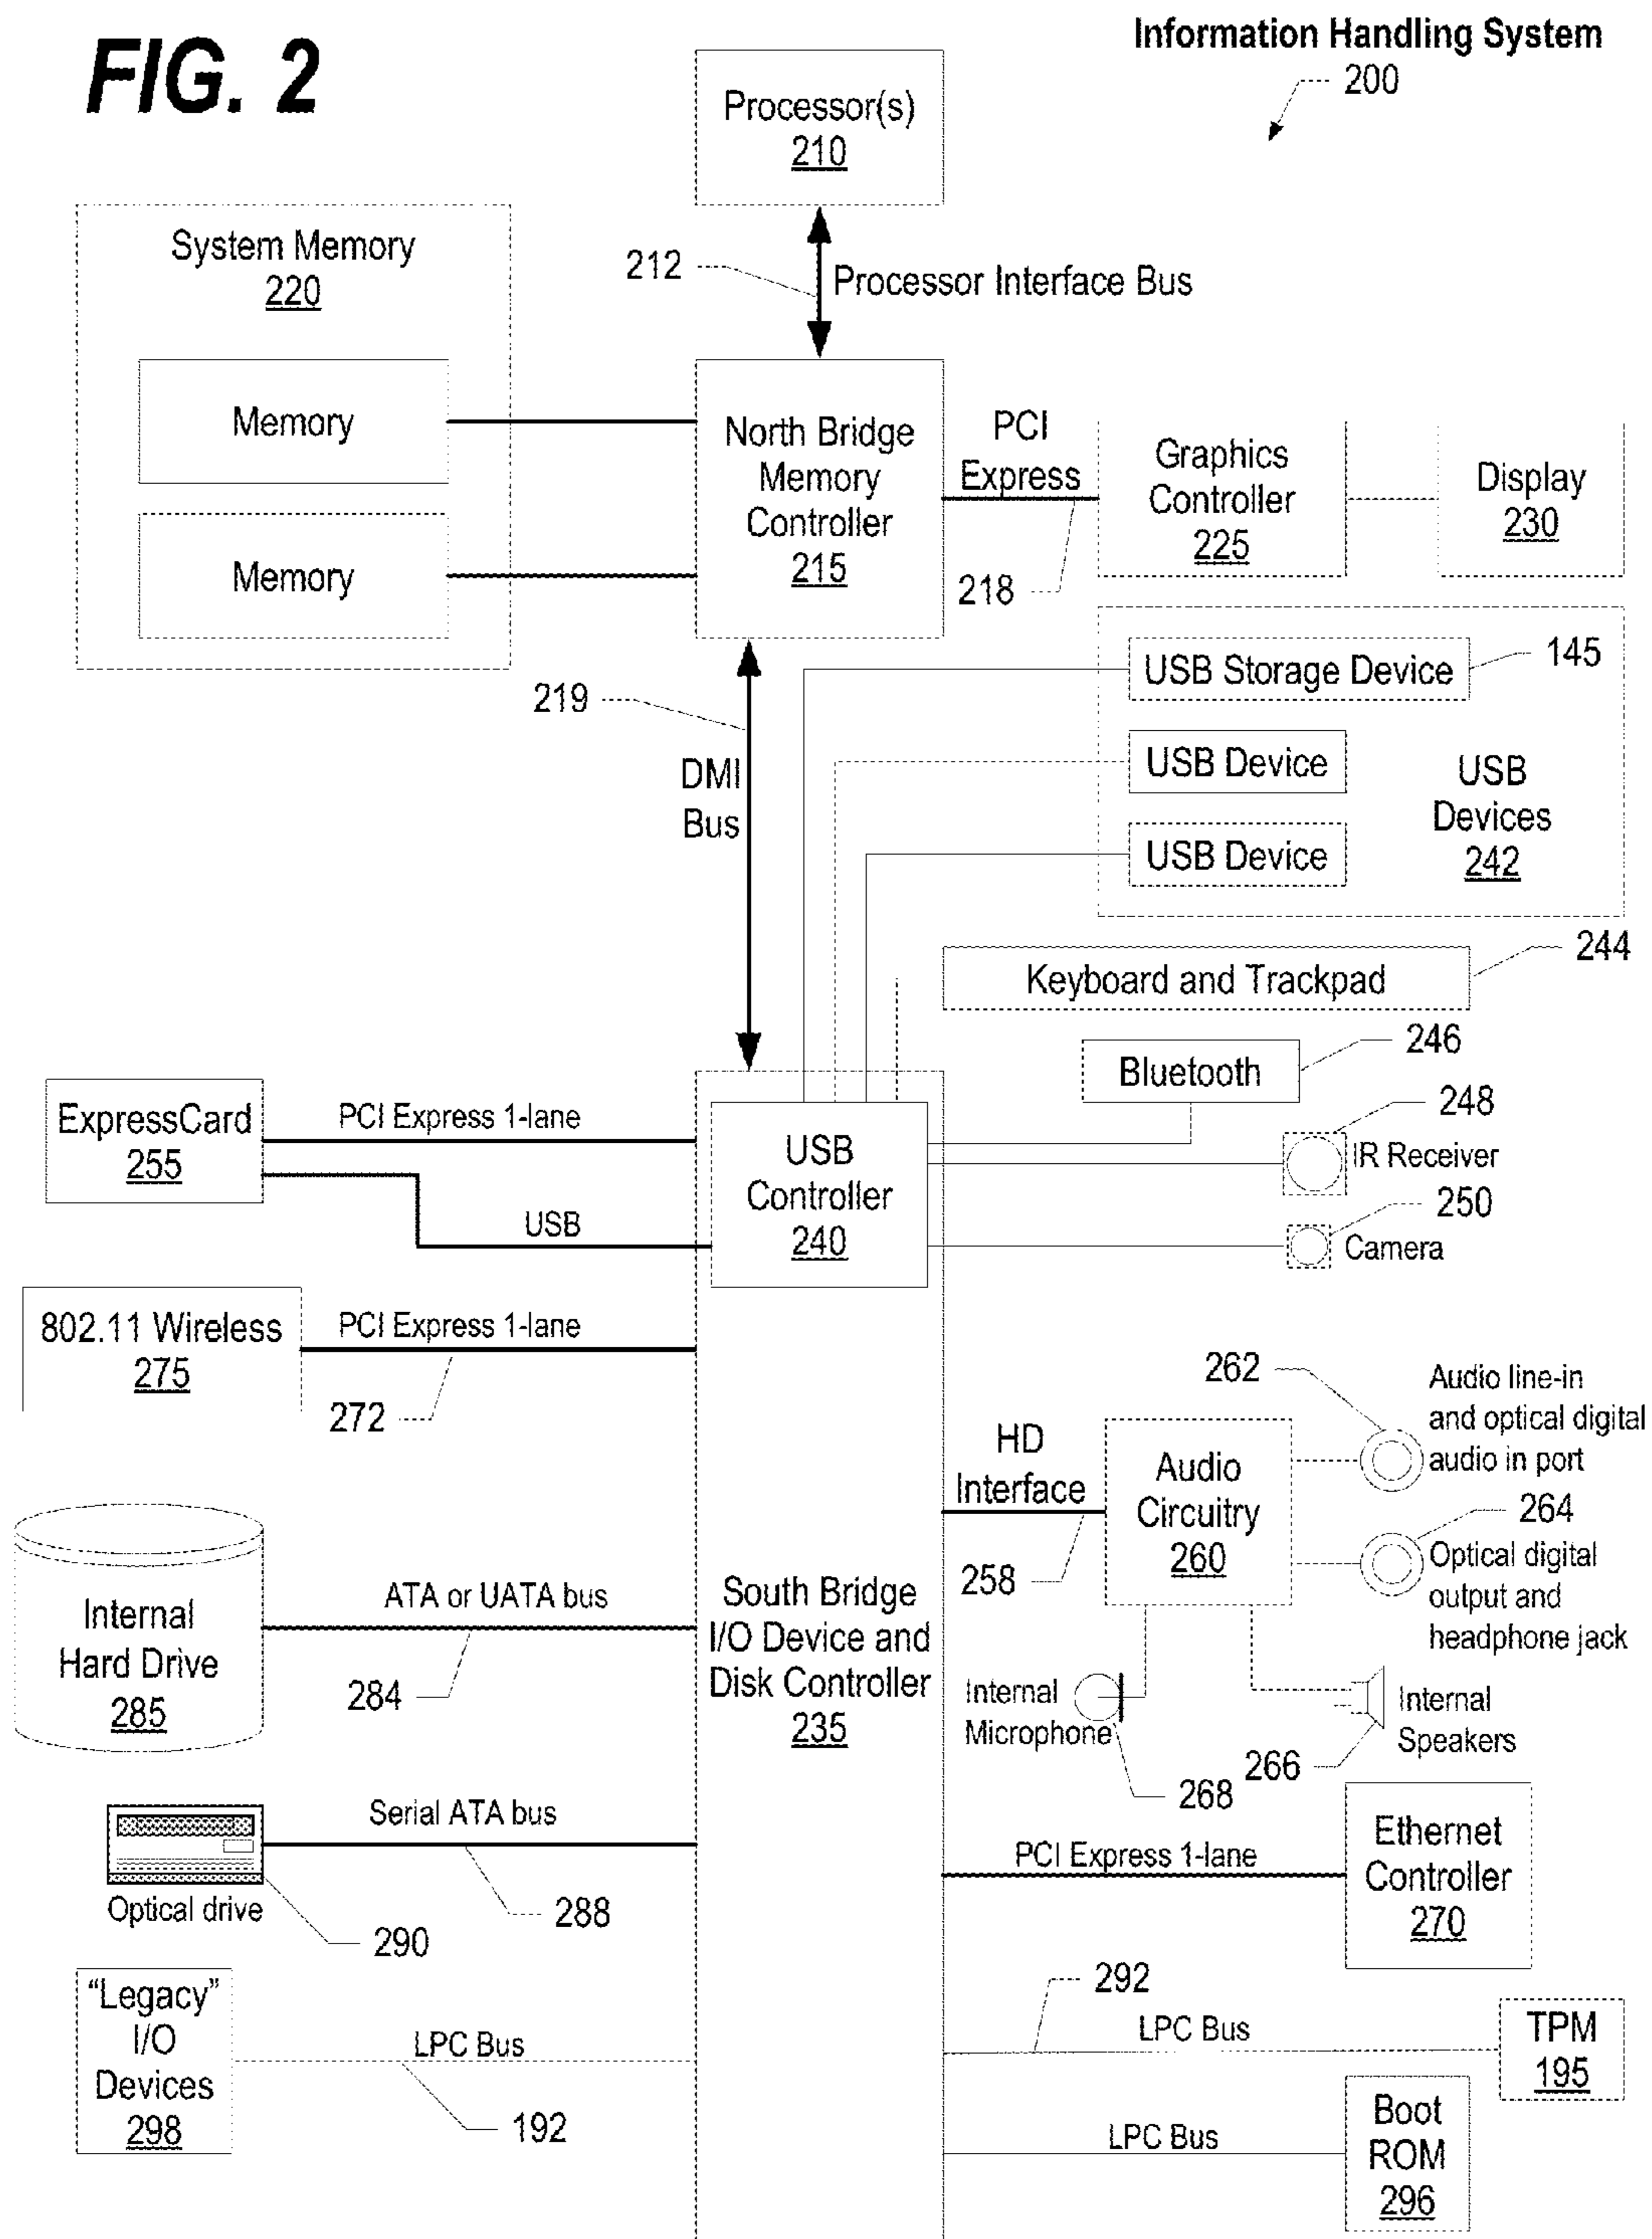 FIG. 2
Information Handling System
200
Processor(s)
210
System Memory
220
212
Processor Interface Bus
Memory
Memory
North Bridge
Memory
Controller
215
PCI
Express
218
Graphics
Controller
225
Display
230
219
DMI
Bus
USB Storage Device
145
USB Device
USB Device
USB
Devices
242
Keyboard and Trackpad
244
Bluetooth
246
248
IR Receiver
250
Camera
ExpressCard
255
PCI Express 1-lane
USB
USB
Controller
240
802.11 Wireless
275
PCI Express 1-lane
272
262
Audio line-in
and optical digital
audio in port
HD
Interface
258
Audio
Circuitry
260
264
Optical digital
output and
headphone jack
Internal
Hard Drive
285
ATA or UATA bus
284
South Bridge
I/O Device and
Disk Controller
235
Internal
Microphone
268
266
Internal
Speakers
Serial ATA bus
288
Optical drive
290
PCI Express 1-lane
Ethernet
Controller
270
“Legacy”
I/O
Devices
298
LPC Bus
192
292
LPC Bus
TPM
195
LPC Bus
Boot
ROM
296